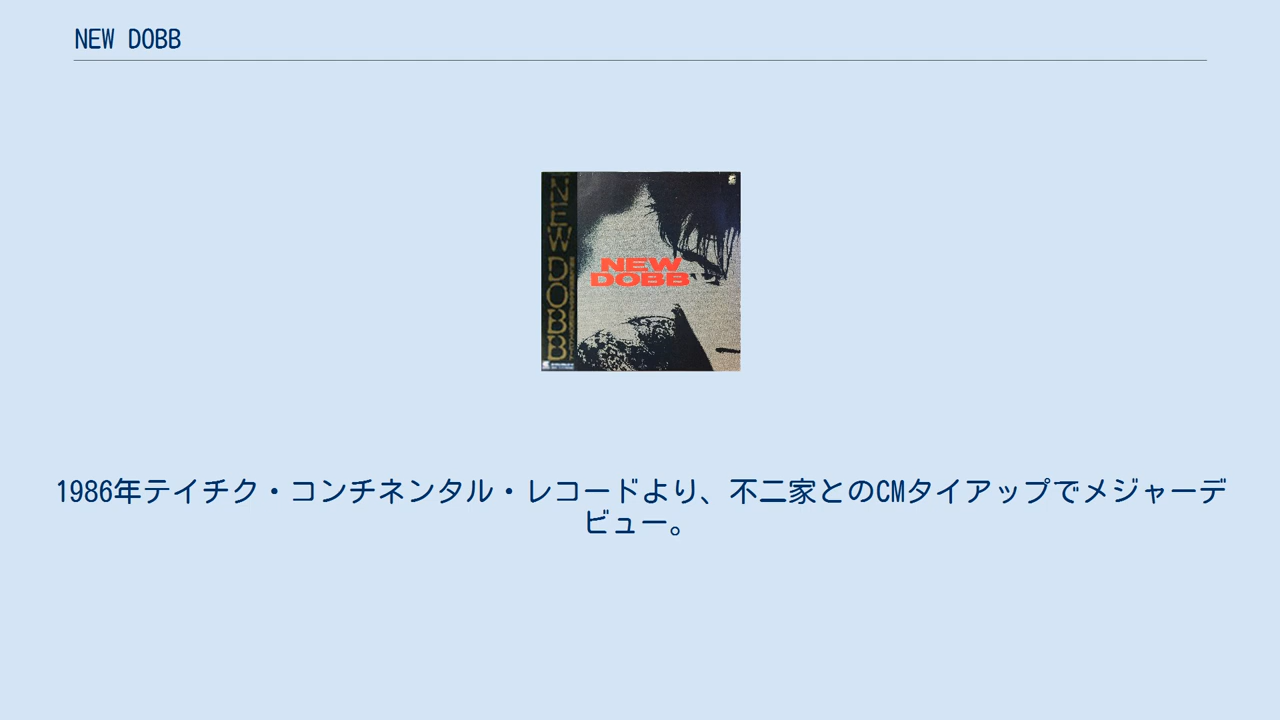 NEW DOBB
NEW DOBB
NEW
DOBB
1986年テイチク・コンチネンタル・レコードより、不二家とのCMタイアップでメジャーデ
ビュー。